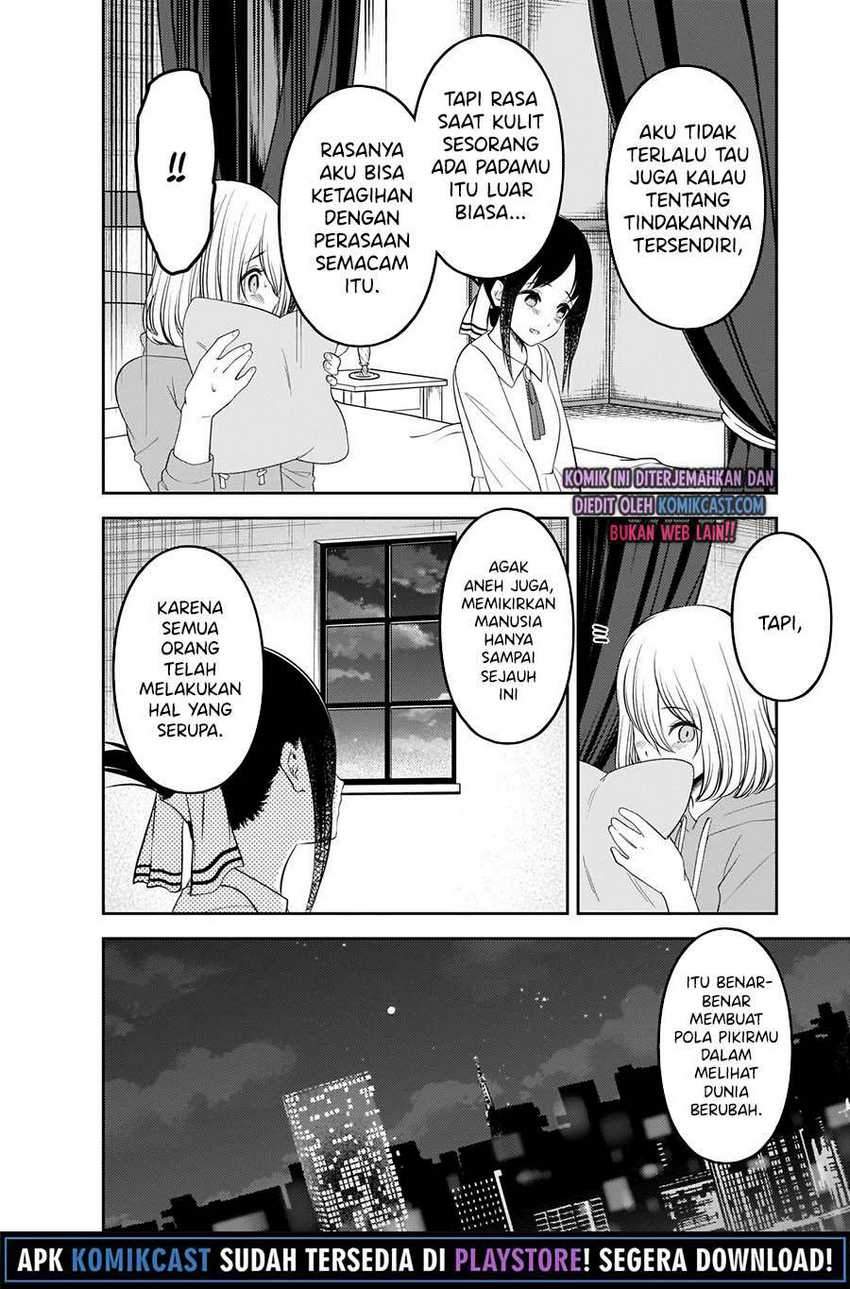 AKU TIDAK
TERLALU TAU
JUGA KALAU
TENTANG
TINDAKANNYA
TERSENDIRI,
TAPI RASA
SAAT KULIT
SESORANG
ADA PADAMU
ITU LUAR
BIASA...
RASANYA
AKU BISA
KETAGIHAN
DENGAN
PERASAAN
SEMACAM
ITU.
!!
KOMIK INI DITERJEMAHKAN DAN
DIEDIT OLEH KOMIKCAST.COM
BUKAN WEB LAIN!!
TAPI,
AGAK
ANEH JUGA,
MEMIKIRKAN
MANUSIA
HANYA
SAMPAI
SEJAUH
INI
KARENA
SEMUA
ORANG
TELAH
MELAKUKAN
HAL YANG
SERUPA.
ITU BENAR-
BENAR
MEMBUAT
POLA PIKIRMU
DALAM
MELIHAT
DUNIA
BERUBAH.
APK KOMIKCAST SUDAH TERSEDIA DI PLAYSTORE! SEGERA DOWNLOAD!